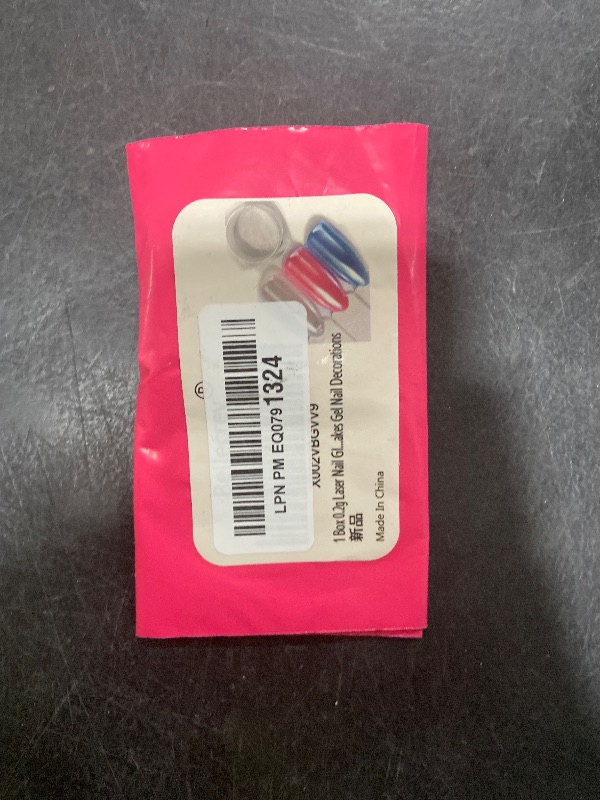 ®
LPN PM EQ0791324
X002VBGVV9
1 Box 0.2g Laser Nail Gl...akes Gel Nail Decorations
新品
Made In China